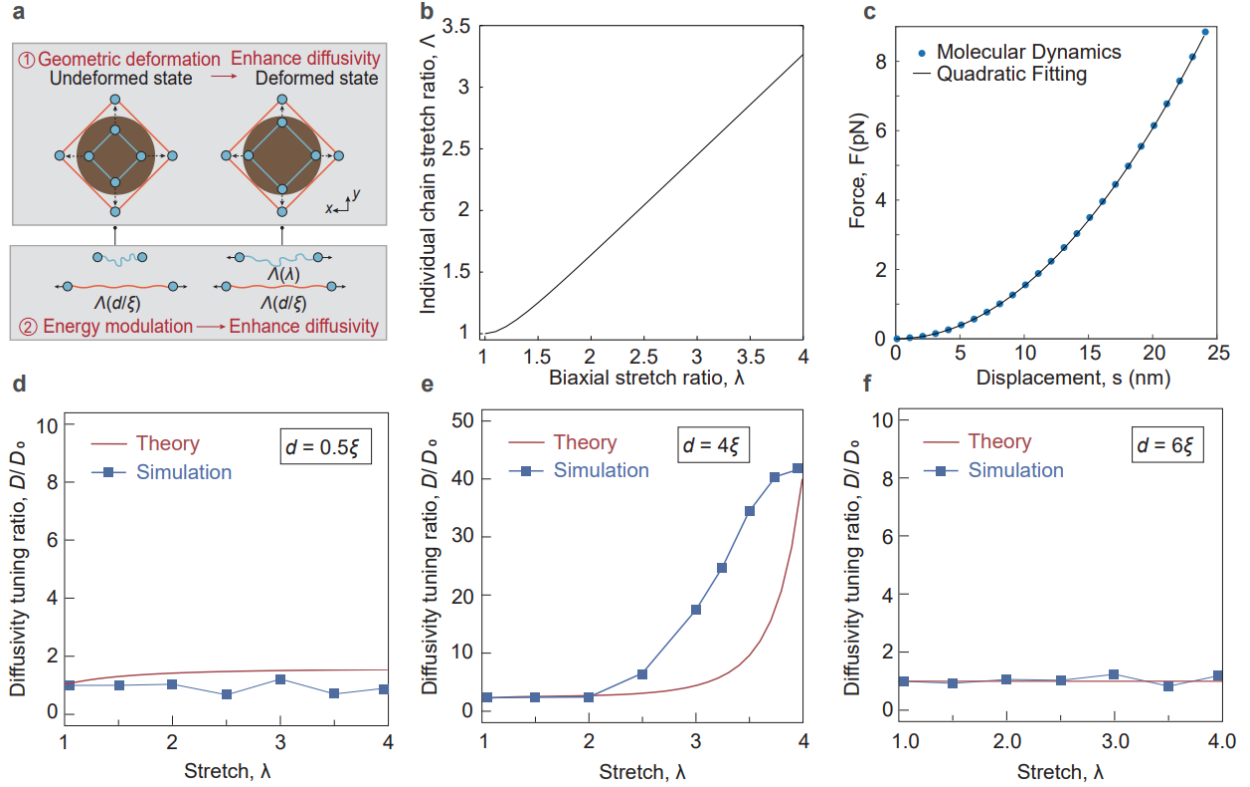 a
① Geometric deformation Enhance diffusivity
Undeformed state Deformed state
y
x
Λ(λ)
Λ(d/ξ) Λ(d/ξ)
② Energy modulation Enhance diffusivity
b
Individual chain stretch ratio, Λ
4
3.5
3
2.5
2
1.5
1
1 1.5 2 2.5 3 3.5 4
Biaxial stretch ratio, λ
c
Molecular Dynamics
Quadratic Fitting
Force, F(pN)
8
6
4
2
0
0 5 10 15 20 25
Displacement, s (nm)
d
Theory
Simulation
d = 0.5ξ
Diffusivity tuning ratio, D/Dₒ
10
8
6
4
2
0
1 2 3 4
Stretch, λ
e
Theory
Simulation
d = 4ξ
Diffusivity tuning ratio, D/Dₒ
50
40
30
20
10
0
1 2 3 4
Stretch, λ
f
Theory
Simulation
d = 6ξ
Diffusivity tuning ratio, D/Dₒ
10
8
6
4
2
0
1.0 2.0 3.0 4.0
Stretch, λ